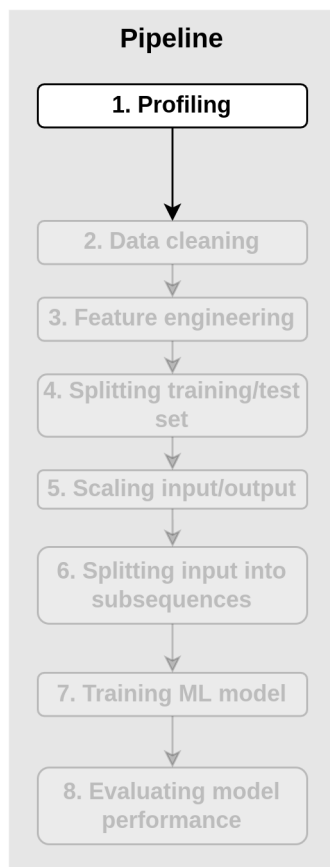 Pipeline
1. Profiling
2. Data cleaning
3. Feature engineering
4. Splitting training/test
set
5. Scaling input/output
6. Splitting input into
subsequences
7. Training ML model
8. Evaluating model
performance